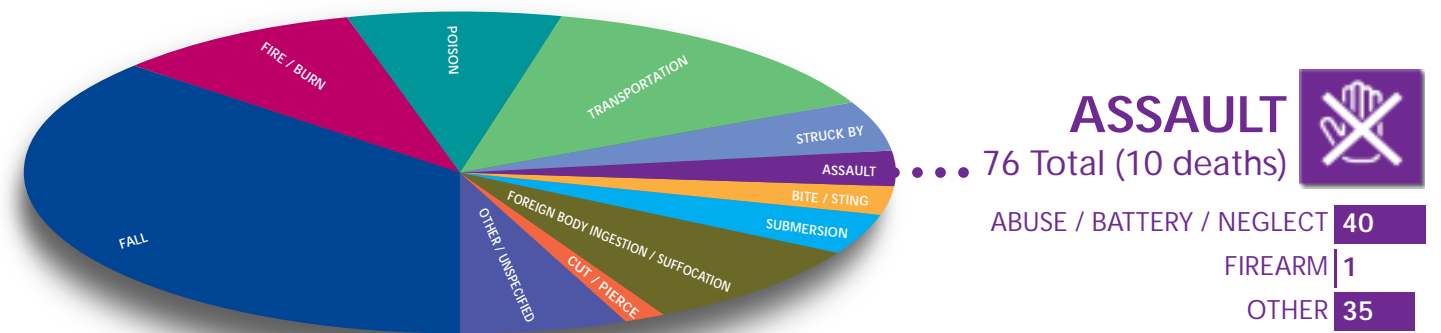 FIRE / BURN
POISON
TRANSPORTATION
STRUCK BY
ASSAULT
BITE / STING
SUBMERSION
FOREIGN BODY INGESTION / SUFFOCATION
CUT / PIERCE
OTHER / UNSPECIFIED
FALL
ASSAULT
76 Total (10 deaths)
ABUSE / BATTERY / NEGLECT 40
FIREARM 1
OTHER 35